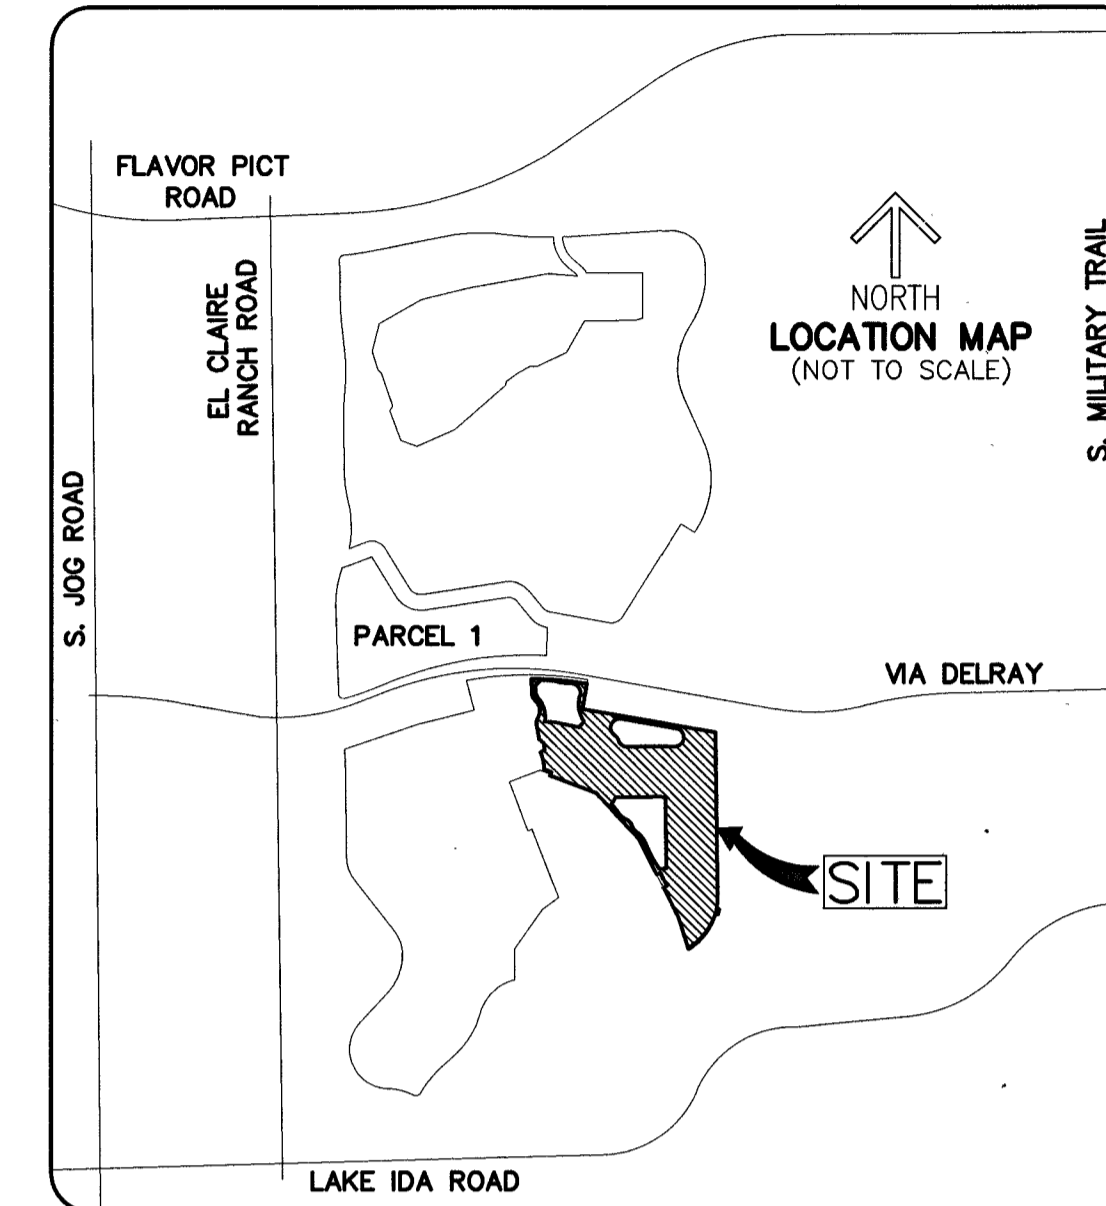 FLAVOR PICT
ROAD
EL CLAIRE
RANCH ROAD
NORTH
LOCATION MAP
(NOT TO SCALE)
S. MILITARY TRAIL
S. JOG ROAD
PARCEL 1
VIA DELRAY
SITE
LAKE IDA ROAD